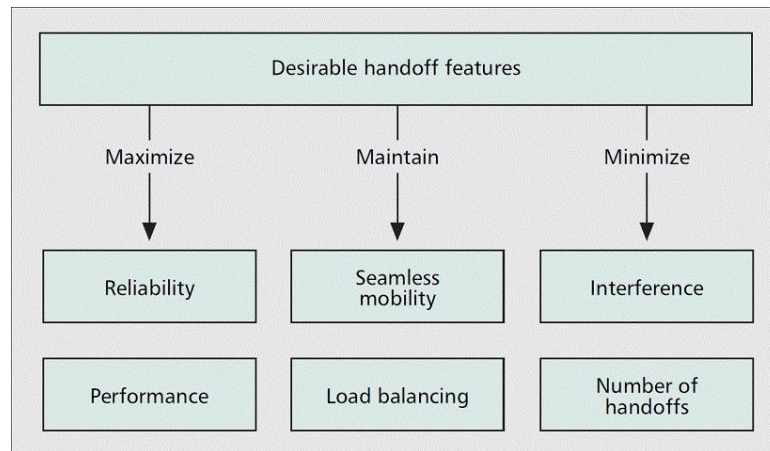 Desirable handoff features
Maximize
Maintain
Minimize
Reliability
Seamless
mobility
Interference
Performance
Load balancing
Number of
handoffs